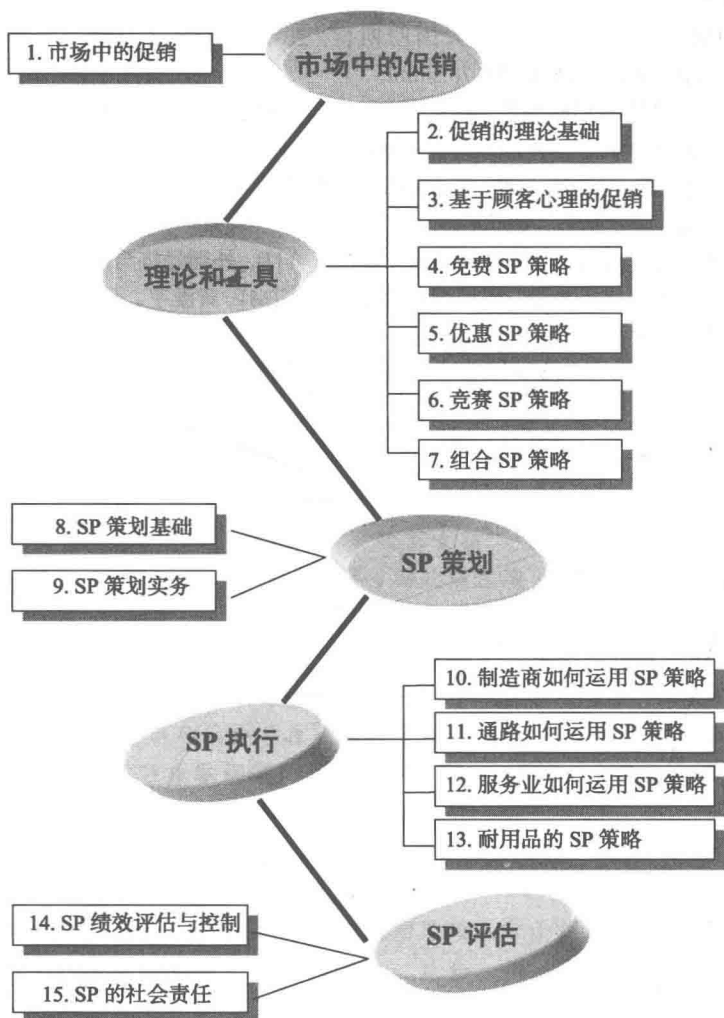 1. 市场中的促销
市场中的促销
2. 促销的理论基础
3. 基于顾客心理的促销
理论和工具
4. 免费 SP 策略
5. 优惠 SP 策略
6. 竞赛 SP 策略
7. 组合 SP 策略
8. SP 策划基础
SP 策划
9. SP 策划实务
10. 制造商如何运用 SP 策略
SP 执行
11. 通路如何运用 SP 策略
12. 服务业如何运用 SP 策略
13. 耐用品的 SP 策略
14. SP 绩效评估与控制
SP 评估
15. SP 的社会责任